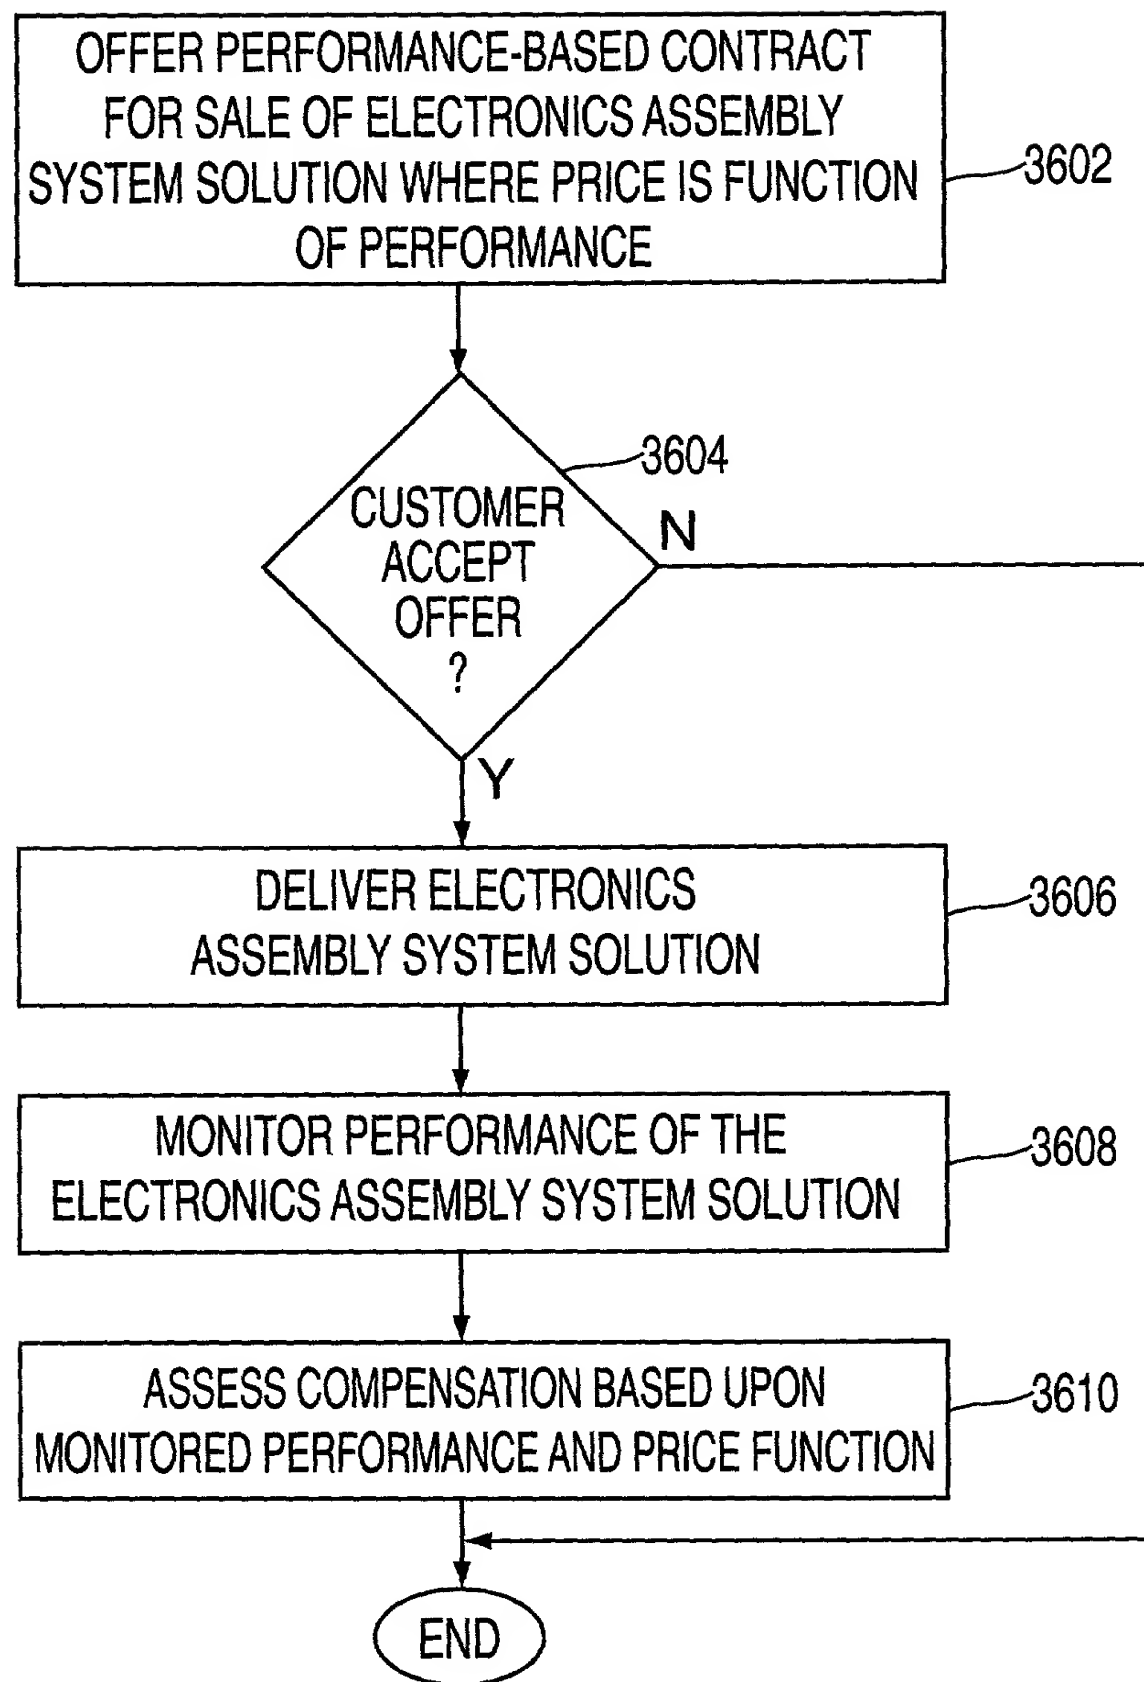 OFFER PERFORMANCE-BASED CONTRACT
FOR SALE OF ELECTRONICS ASSEMBLY
SYSTEM SOLUTION WHERE PRICE IS FUNCTION
OF PERFORMANCE
3602
3604
CUSTOMER
ACCEPT
OFFER
?
N
Y
DELIVER ELECTRONICS
ASSEMBLY SYSTEM SOLUTION
3606
MONITOR PERFORMANCE OF THE
ELECTRONICS ASSEMBLY SYSTEM SOLUTION
3608
ASSESS COMPENSATION BASED UPON
MONITORED PERFORMANCE AND PRICE FUNCTION
3610
END